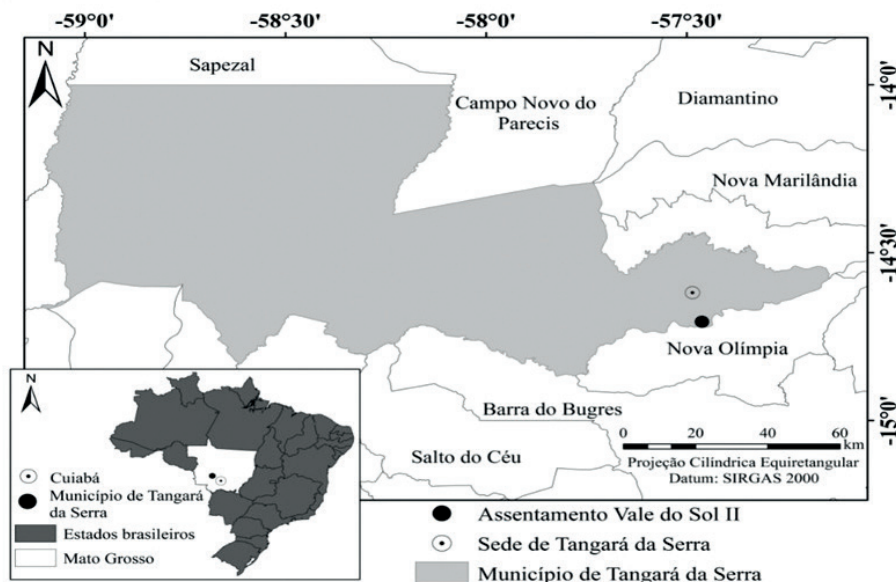 -59°0'
-58°30'
-58°0'
-57°30'
N
Sapezal
-14°0'
Campo Novo do
Parecis
Diamantino
Nova Marilândia
-14°30'
Nova Olímpia
Barra do Bugres
-15°0'
Salto do Céu
0 20 40 60
km
Projeção Cilíndrica Equiretangular
Datum: SIRGAS 2000
N
Cuiabá
Município de Tangará
da Serra
Estados brasileiros
Mato Grosso
Assentamento Vale do Sol II
Sede de Tangará da Serra
Município de Tangará da Serra